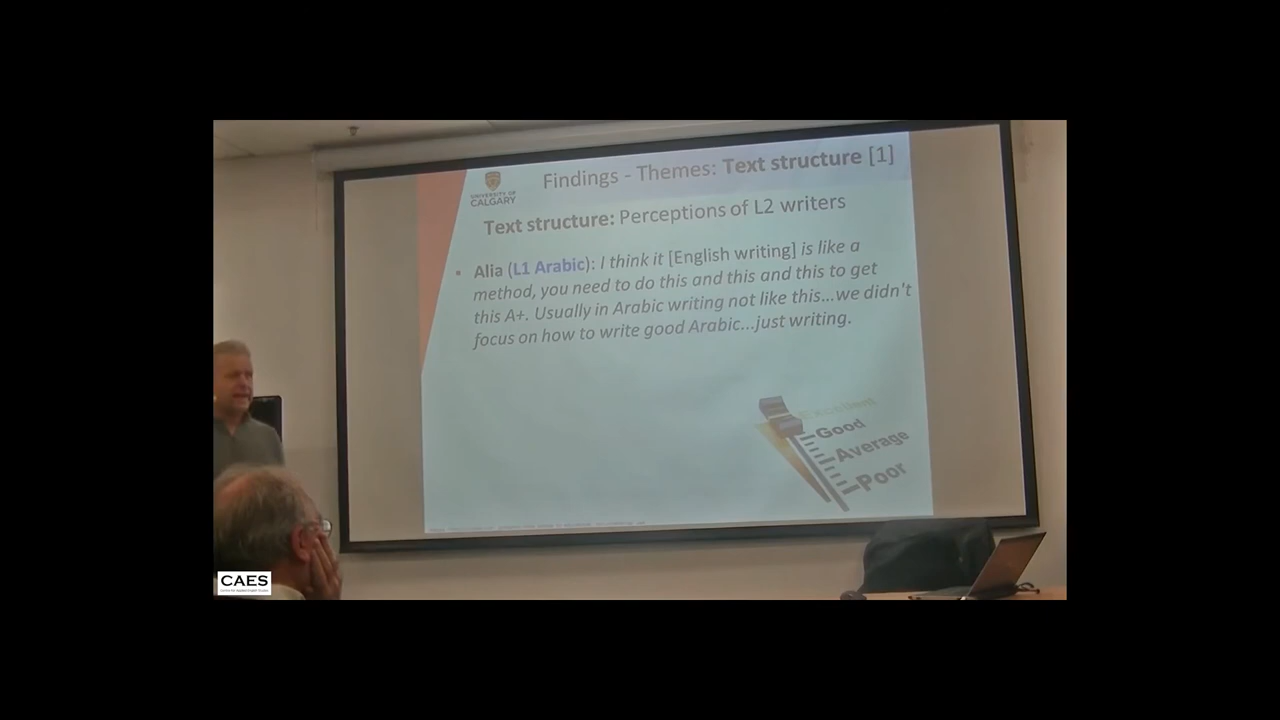 Findings - Themes: Text structure [1]
UNIVERSITY OF
CALGARY
Text structure: Perceptions of L2 writers
• Alia (L1 Arabic): I think it [English writing] is like a
method, you need to do this and this and this to get
this A+. Usually in Arabic writing not like this...we didn't
focus on how to write good Arabic...just writing.
Excellent
Good
Average
Poor
CAES